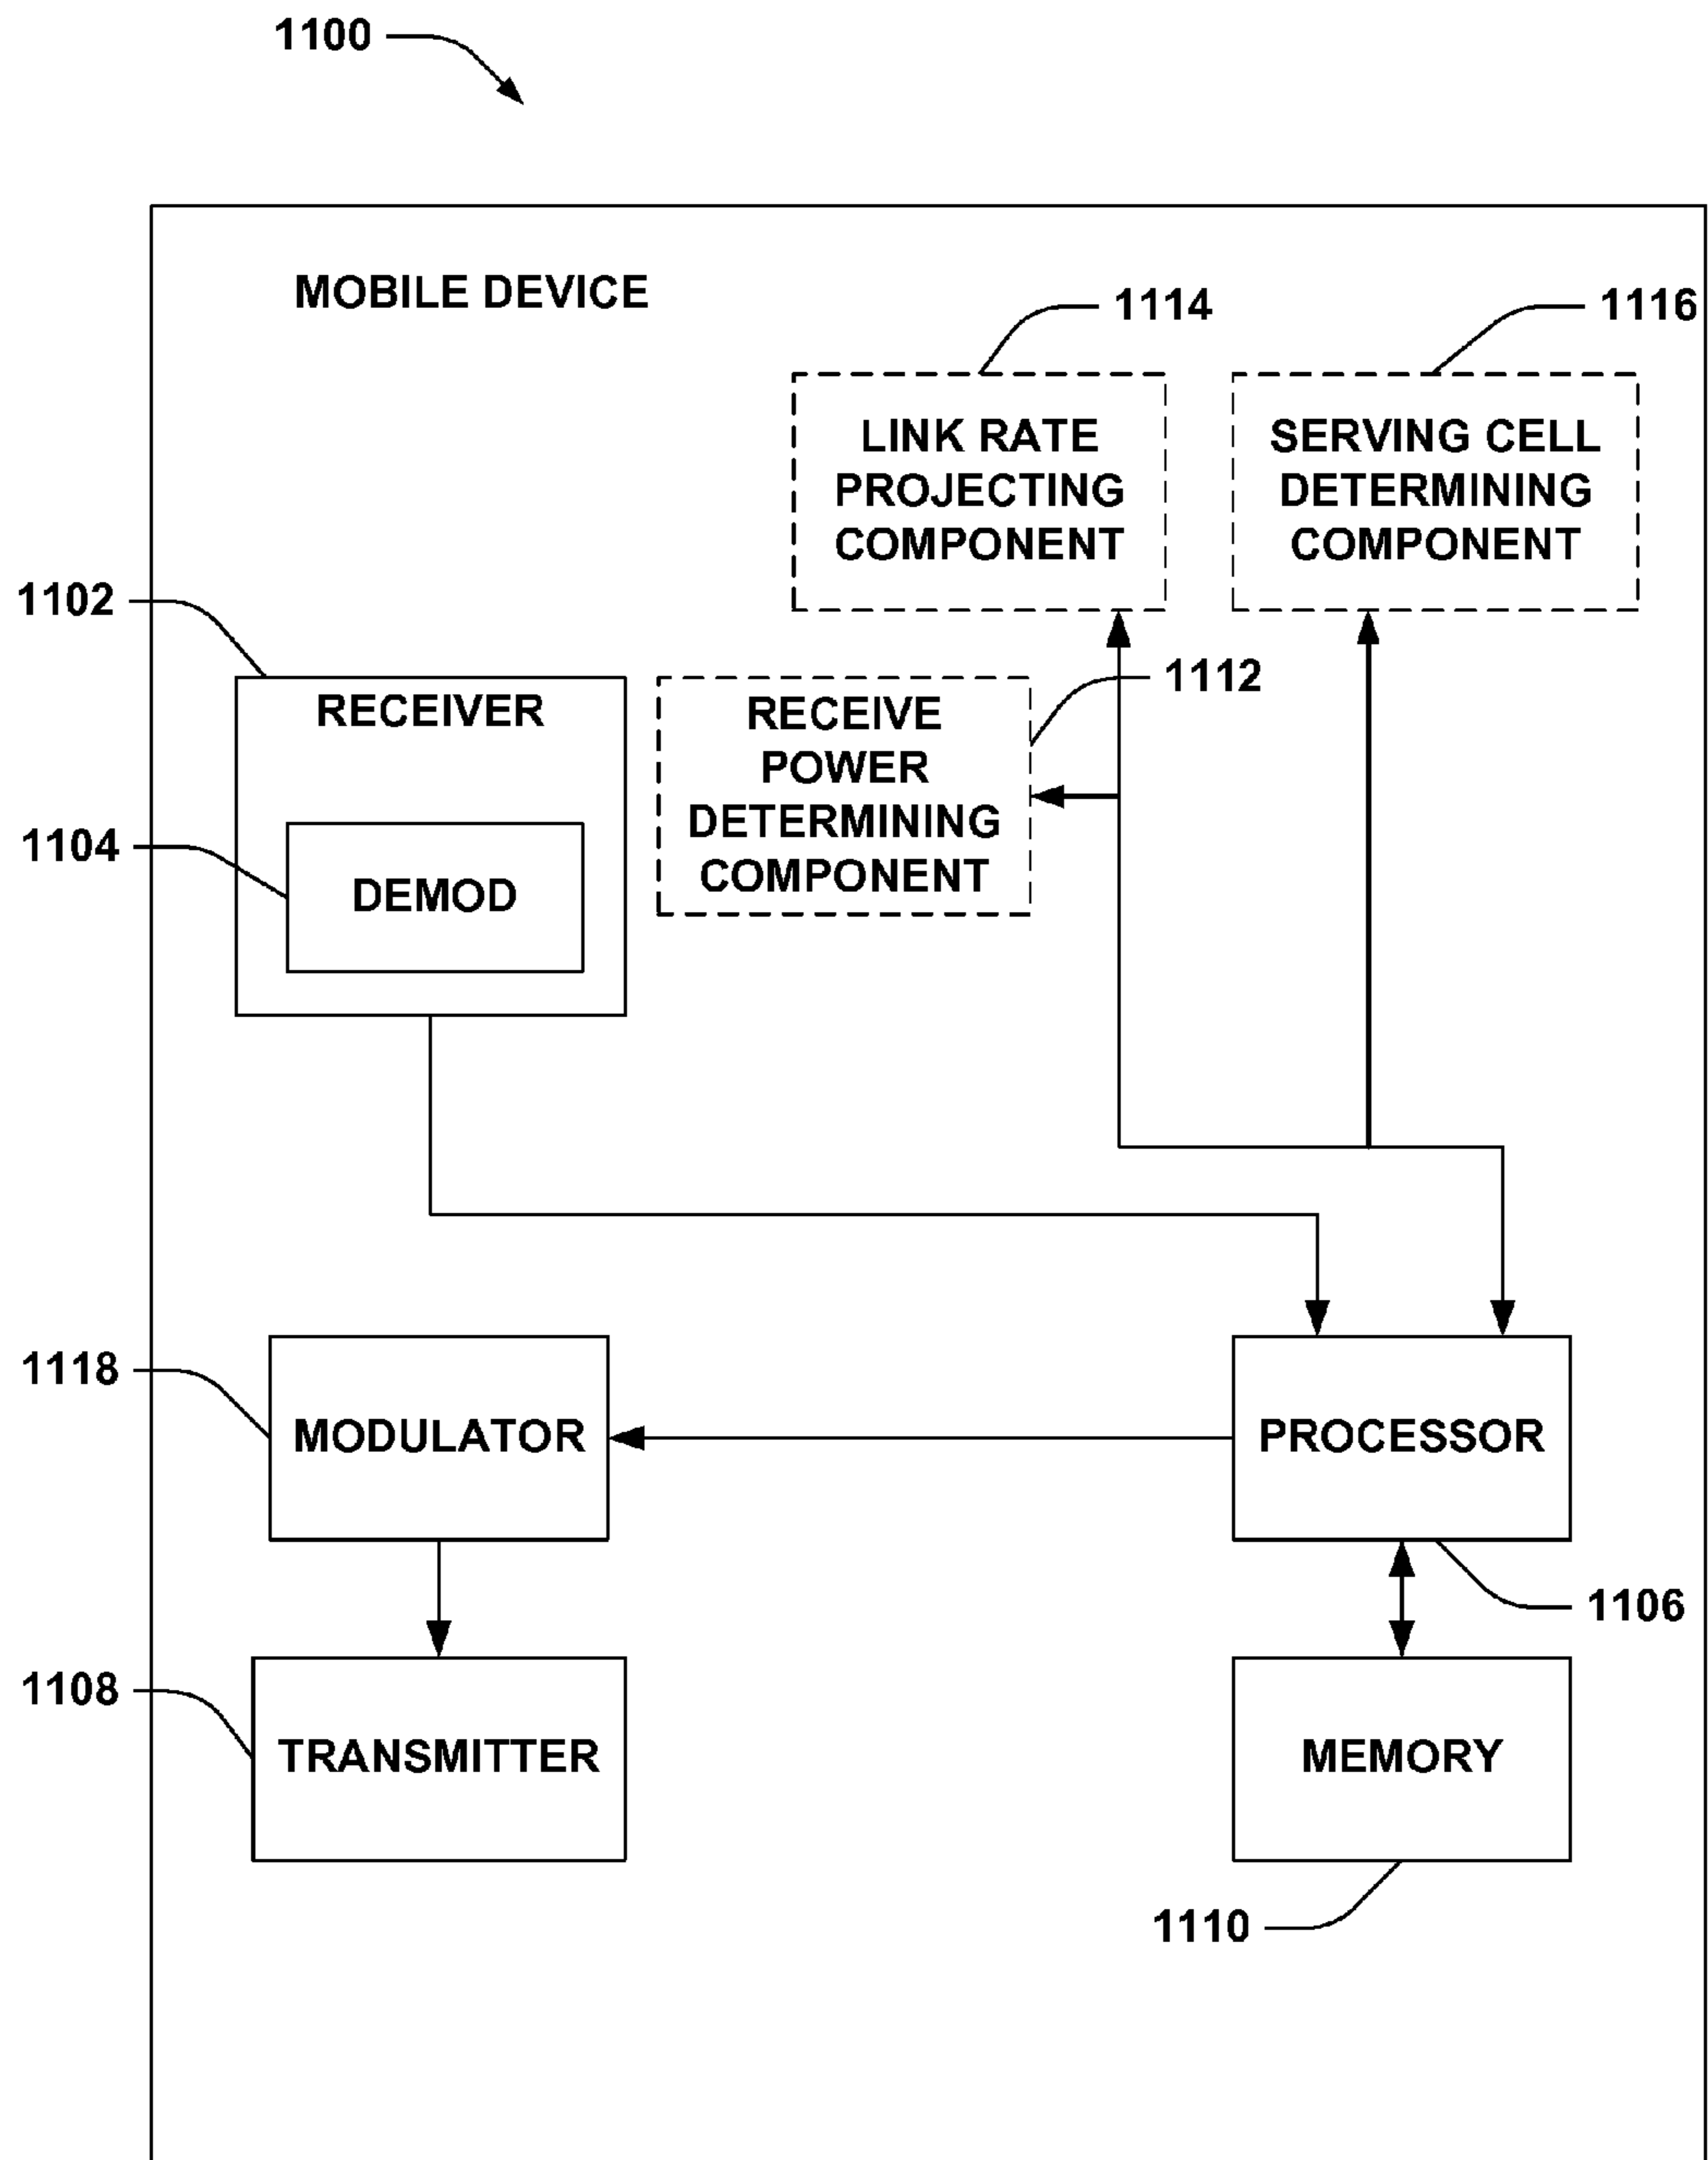 1100
MOBILE DEVICE
1114
1116
LINK RATE
PROJECTING
COMPONENT
SERVING CELL
DETERMINING
COMPONENT
1102
RECEIVER
1112
RECEIVE
POWER
DETERMINING
COMPONENT
1104
DEMOD
1118
MODULATOR
PROCESSOR
1106
1108
TRANSMITTER
MEMORY
1110